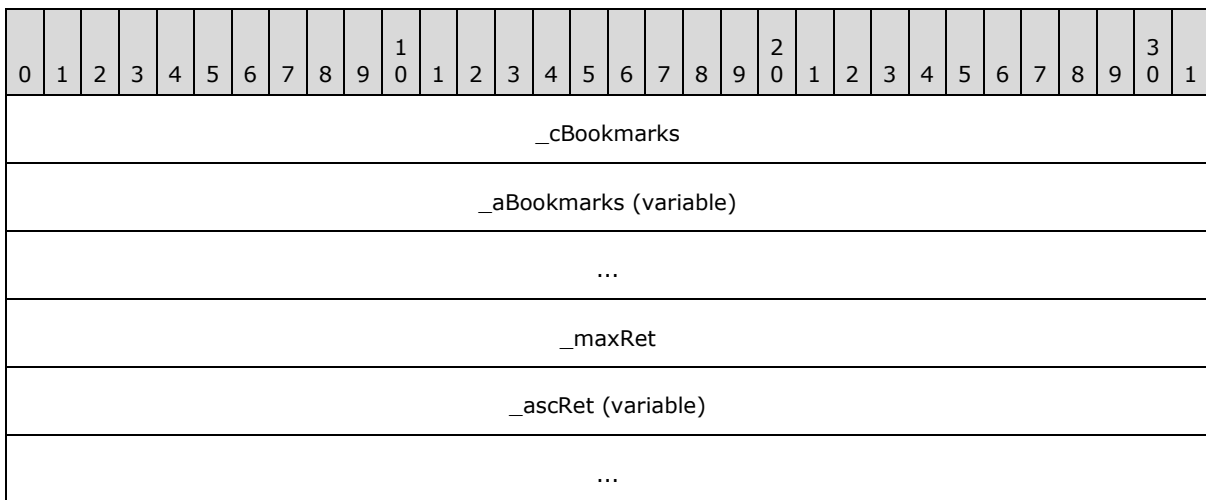 1 2 3
0 1 2 3 4 5 6 7 8 9 0 1 2 3 4 5 6 7 8 9 0 1 2 3 4 5 6 7 8 9 0 1
_cBookmarks
_aBookmarks (variable)
...
_maxRet
_ascRet (variable)
...